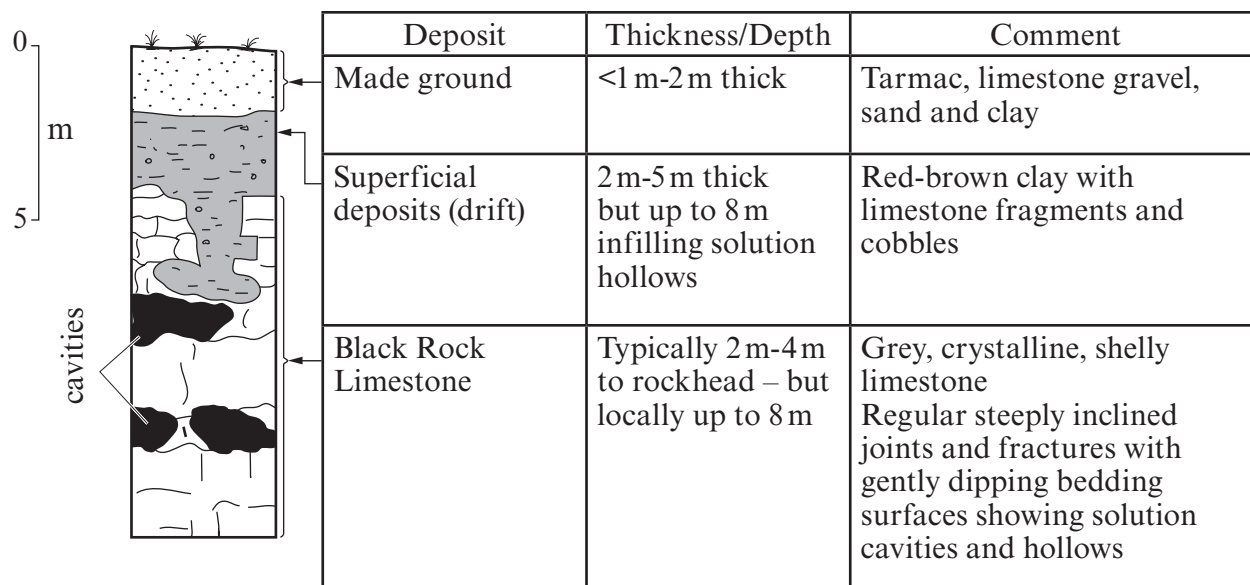 0
m
5
cavities
Deposit
Thickness/Depth
Comment
Made ground
<1 m-2 m thick
Tarmac, limestone gravel,
sand and clay
Superficial
deposits (drift)
2 m-5 m thick
but up to 8 m
infilling solution
hollows
Red-brown clay with
limestone fragments and
cobbles
Black Rock
Limestone
Typically 2 m-4 m
to rockhead – but
locally up to 8 m
Grey, crystalline, shelly
limestone
Regular steeply inclined
joints and fractures with
gently dipping bedding
surfaces showing solution
cavities and hollows